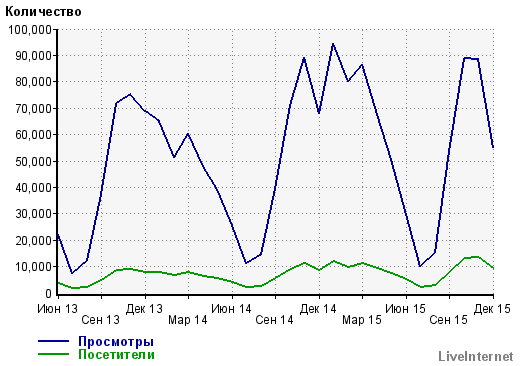 Количество
100,000
90,000
80,000
70,000
60,000
50,000
40,000
30,000
20,000
10,000
0
Июн 13 Дек 13 Июн 14 Дек 14 Июн 15 Дек 15
Сен 13 Мар 14 Сен 14 Мар 15 Сен 15
Просмотры
Посетители
LiveInternet